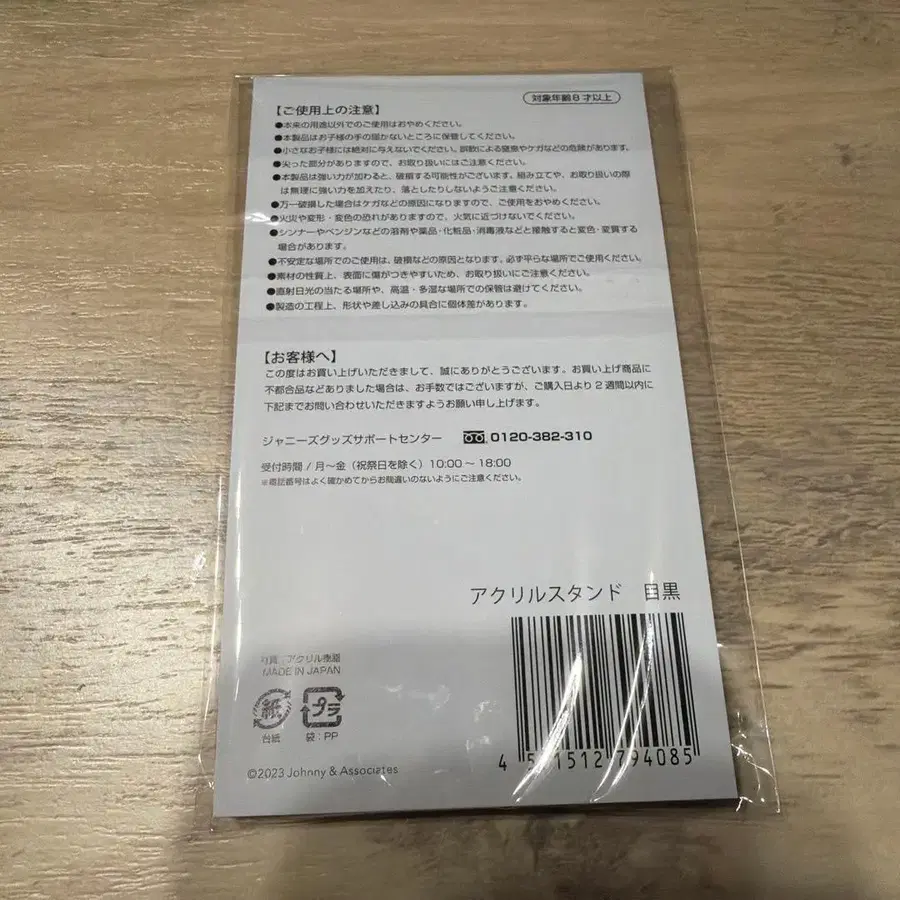 対象年齢8才以上
【ご使用上の注意】
●本来の用途以外でのご使用はおやめください。
●本製品はお子様の手の届かないところに保管してください。
●小さなお子様には絶対に与えないでください。誤飲による窒息やケガなどの危険があります。
●尖った部分がありますので、お取り扱いにはご注意ください。
●本製品は強い力が加わると、破損する可能性がございます。組み立てや、お取り扱いの際
は無理に強い力を加えたり、落としたりしないようご注意ください。
●万一破損した場合はケガなどの原因になりますので、ご使用をおやめください。
●火災や変形・変色の恐れがありますので、火気に近づけないでください。
●シンナーやベンジンなどの溶剤や薬品・化粧品・消毒液などと接触すると変色・変質する
場合があります。
●不安定な場所でのご使用は、破損などの原因となります。必ず平らな場所でご使用ください。
●素材の性質上、表面に傷がつきやすいため、お取り扱いにご注意ください。
●直射日光の当たる場所や、高温・多湿な場所での保管は避けてください。
●製造の工程上、形状や差し込みの具合に個体差があります。
【お客様へ】
この度はお買い上げいただきまして、誠にありがとうございます。お買い上げ商品に
不都合品などありました場合は、お手数ではございますが、ご購入日より2週間以内に
下記までお問い合わせいただきますようお願い申し上げます。
ジャニーズグッズサポートセンター 0120-382-310
受付時間 / 月~金（祝祭日を除く）10:00~18:00
※電話番号はよく確かめてからお間違いのないようにご注意ください。
アクリルスタンド 目黒
材質：アクリル樹脂
MADE IN JAPAN
紙 プラ
台紙 袋：PP
4 512 794085
©2023 Johnny & Associates